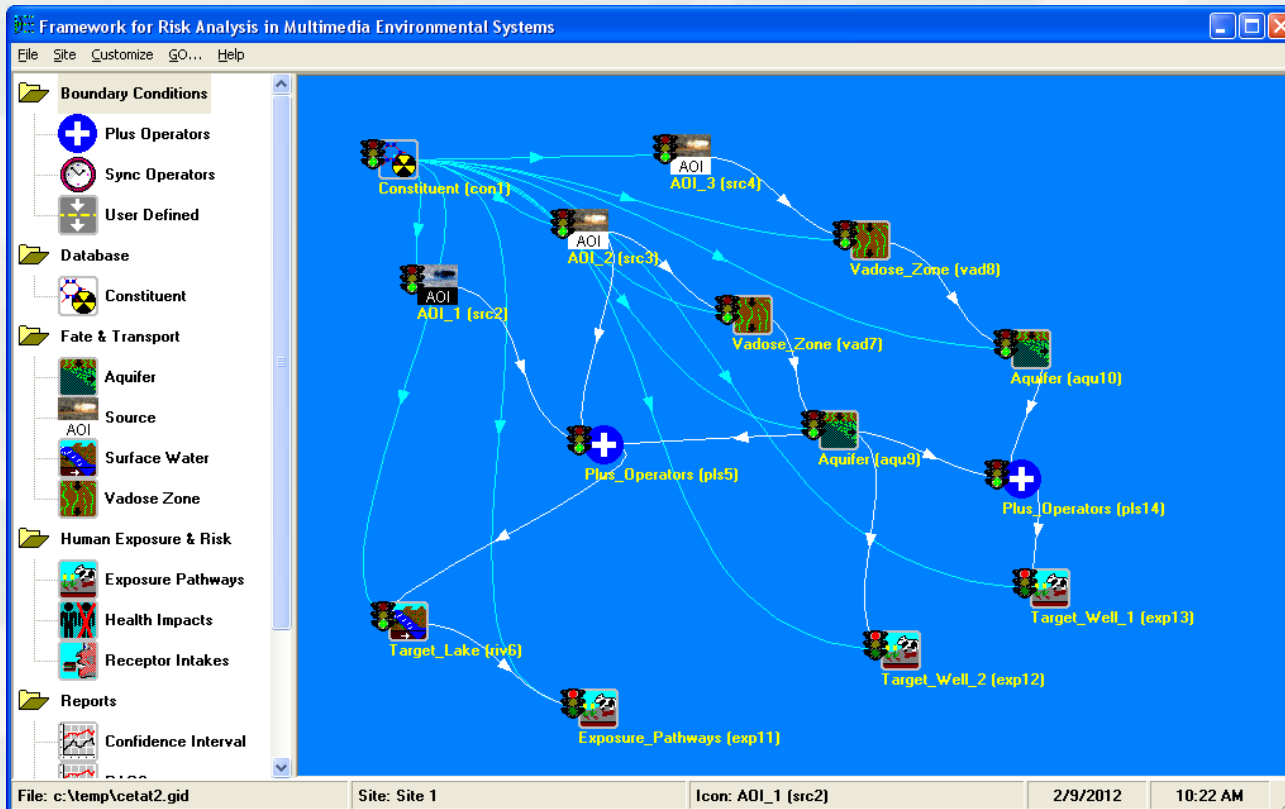 Framework for Risk Analysis in Multimedia Environmental Systems
File Site Customize GO... Help
Boundary Conditions
Plus Operators
Sync Operators
User Defined
Database
Constituent
Fate & Transport
Aquifer
AOI
Source
Surface Water
Vadose Zone
Human Exposure & Risk
Exposure Pathways
Health Impacts
Receptor Intakes
Reports
Confidence Interval
Constituent (con1)
AOI
AOI_3 (src4)
AOI
AOI_2 (src3)
Vadose_Zone (vad8)
AOI
AOI_1 (src2)
Vadose_Zone (vad7)
Aquifer (aqu10)
Aquifer (aqu9)
Plus_Operators (pls5)
Plus_Operators (pls14)
Target_Well_1 (exp13)
Target_Lake (riv6)
Target_Well_2 (exp12)
Exposure_Pathways (exp11)
File: c:\temp\cetat2.gid
Site: Site 1
Icon: AOI_1 (src2)
2/9/2012
10:22 AM